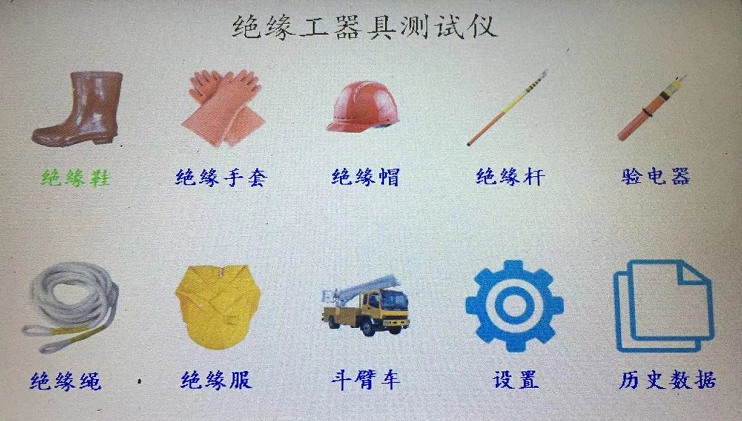 绝缘工器具测试仪
绝缘鞋
绝缘手套
绝缘帽
绝缘杆
验电器
绝缘绳
绝缘服
斗臂车
设置
历史数据